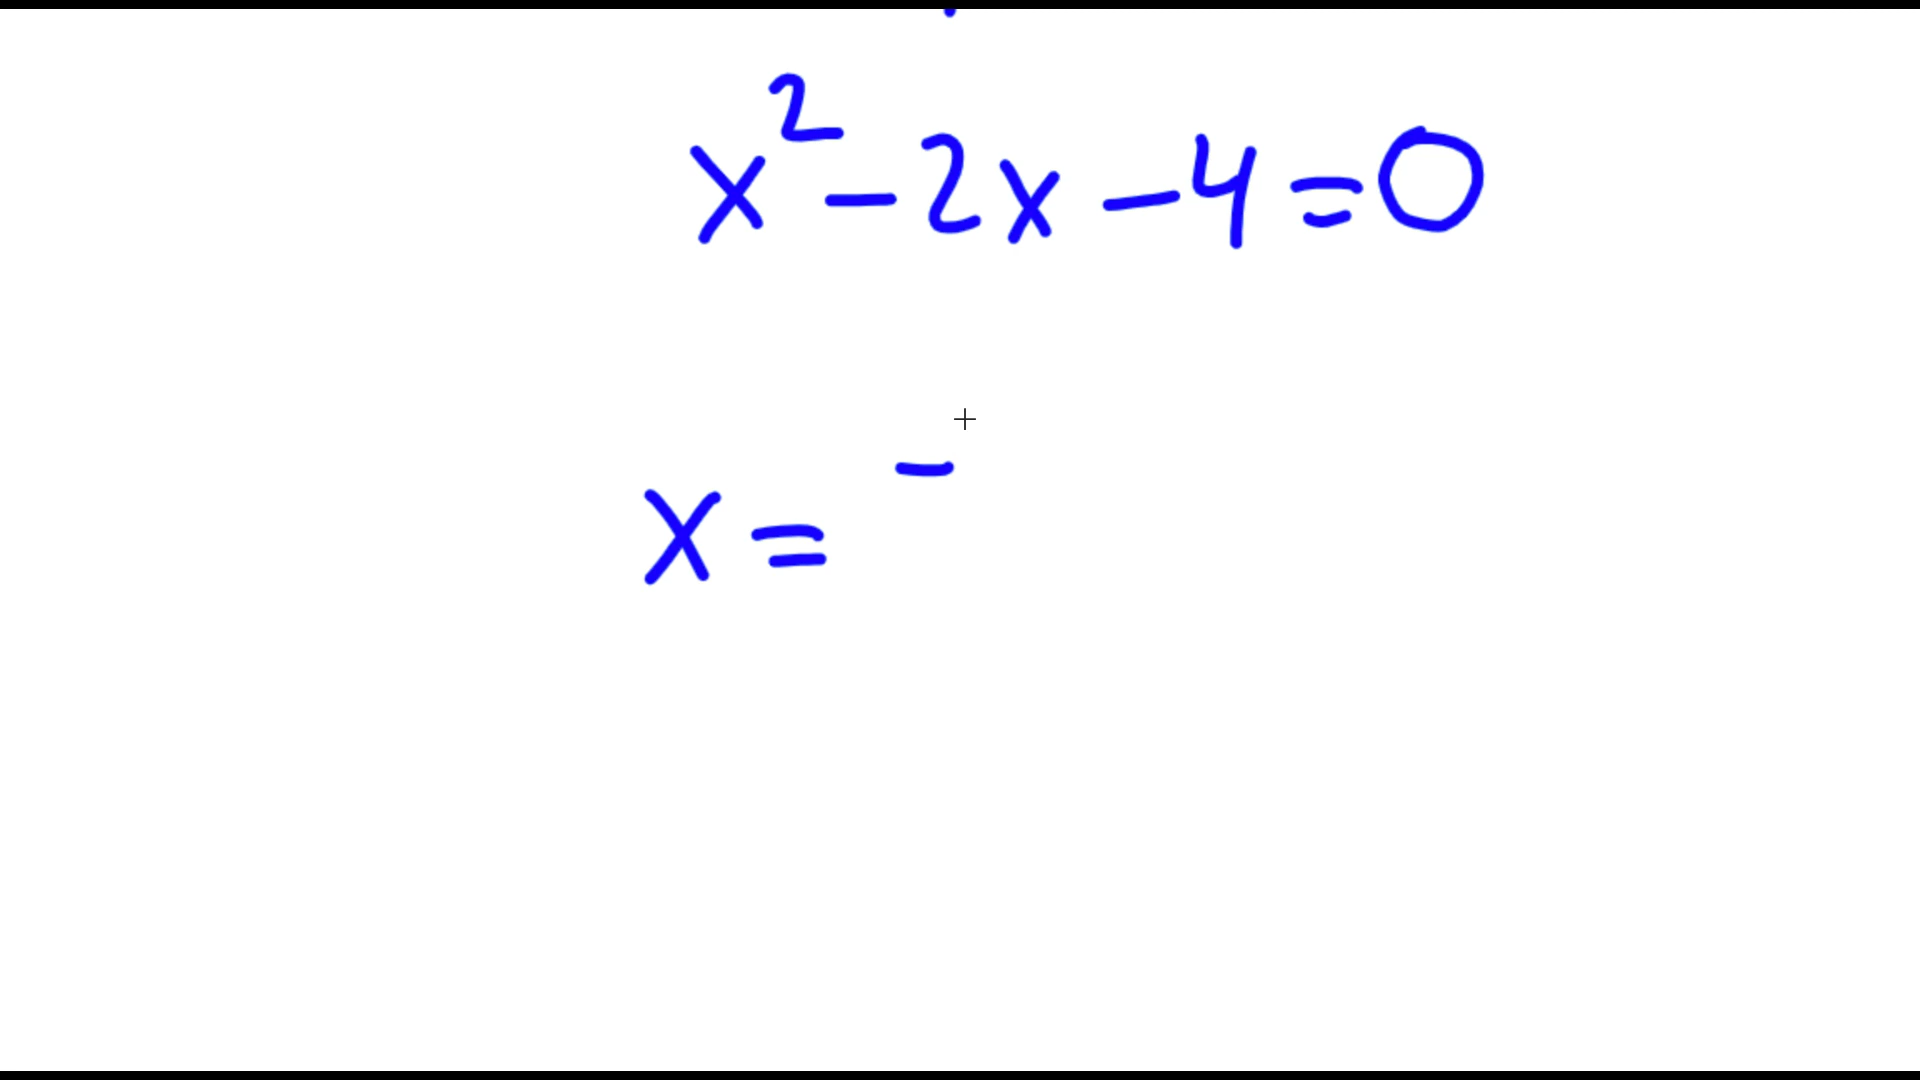 x² - 2x - 4 = 0
x = -